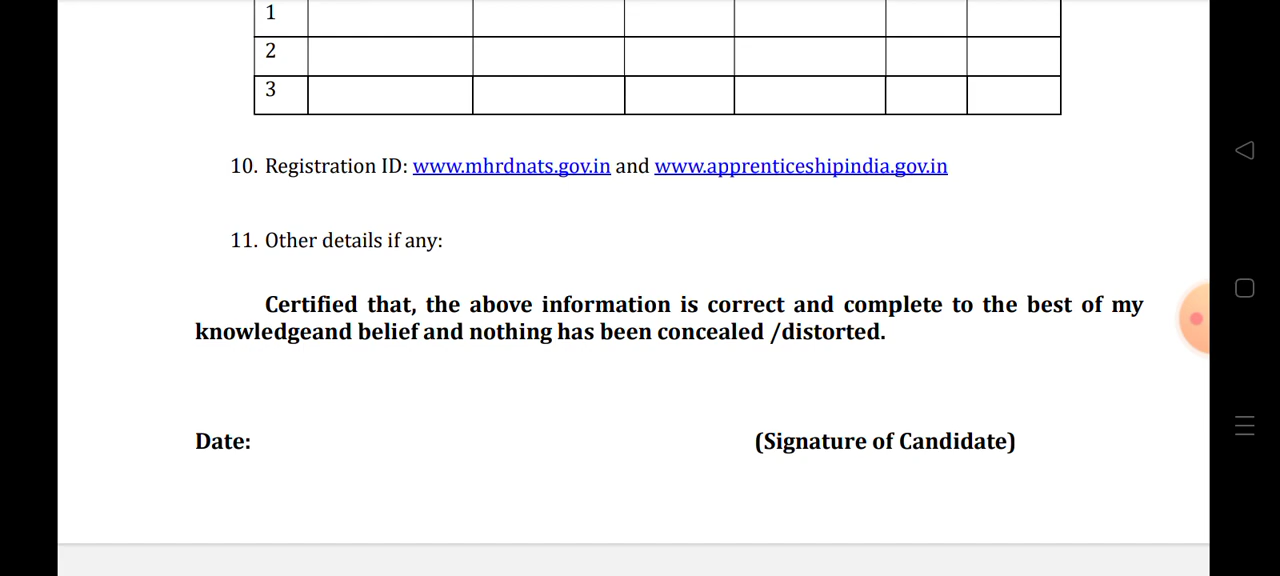 1
2
3
10. Registration ID: www.mhrdnats.gov.in and www.apprenticeshipindia.gov.in
11. Other details if any:
Certified that, the above information is correct and complete to the best of my
knowledgeand belief and nothing has been concealed /distorted.
Date: (Signature of Candidate)